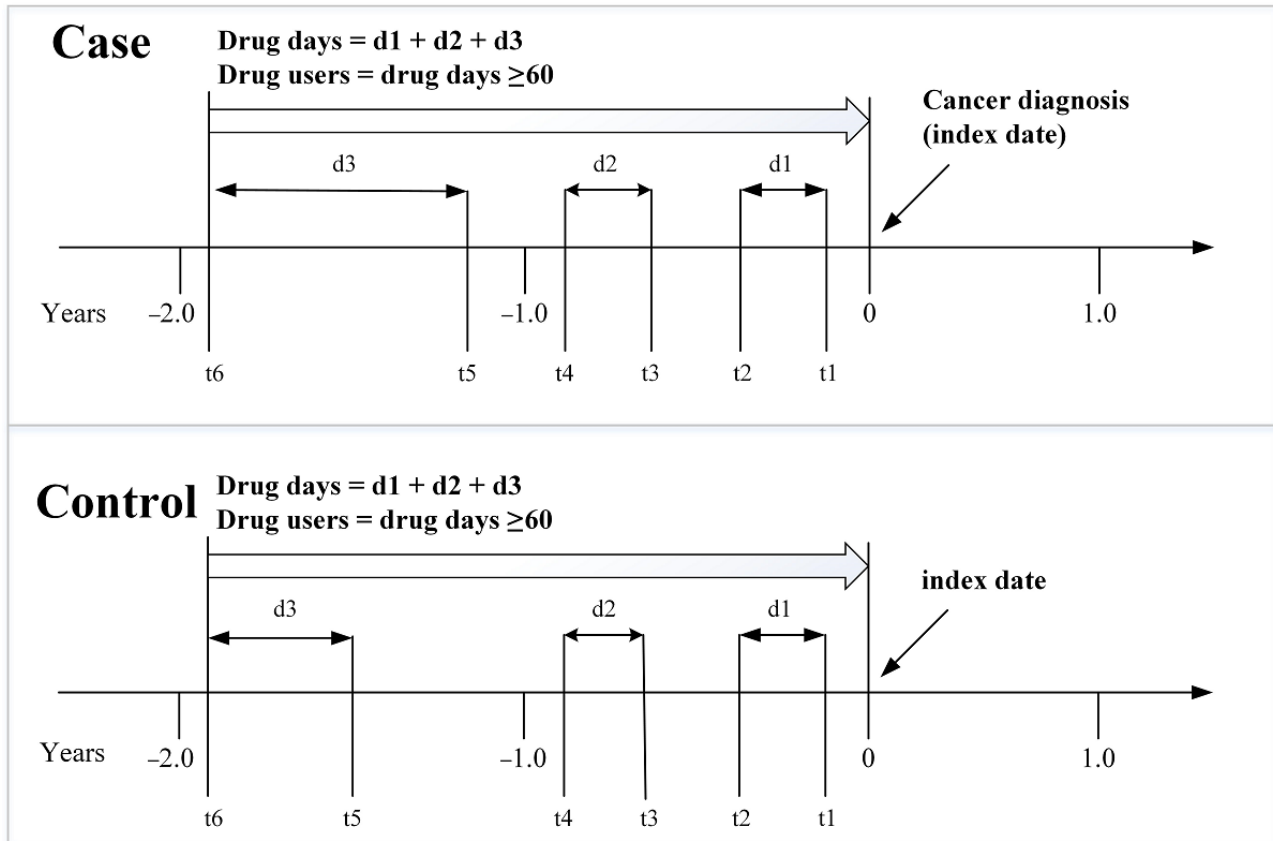 Case
Drug days = d1 + d2 + d3
Drug users = drug days ≥60
Cancer diagnosis
(index date)
d3 d2 d1
Years –2.0 –1.0 0 1.0
t6 t5 t4 t3 t2 t1
Control
Drug days = d1 + d2 + d3
Drug users = drug days ≥60
index date
d3 d2 d1
Years –2.0 –1.0 0 1.0
t6 t5 t4 t3 t2 t1